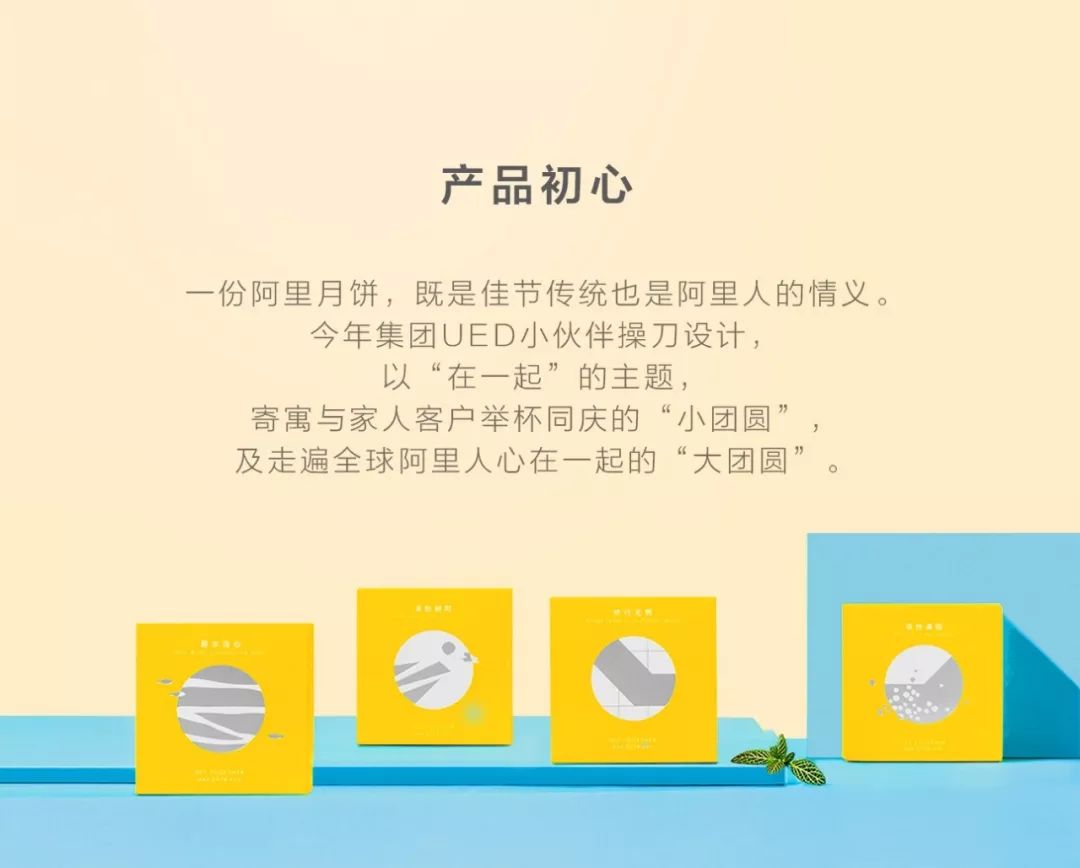 产品初心
一份阿里月饼，既是佳节传统也是阿里人的情义。
今年集团UED小伙伴操刀设计，
以“在一起”的主题，
寄寓与家人客户举杯同庆的“小团圆”，
及走遍全球阿里人心在一起的“大团圆”。